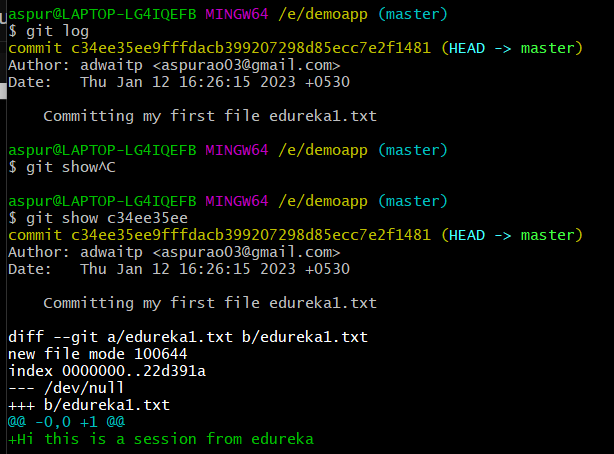 aspur@LAPTOP-LG4IQEFB MINGW64 /e/demoapp (master)
$ git log
commit c34ee35ee9fffdacb399207298d85ecc7e2f1481 (HEAD -> master)
Author: adwaitp <aspurao03@gmail.com>
Date:   Thu Jan 12 16:26:15 2023 +0530
    Committing my first file edureka1.txt
aspur@LAPTOP-LG4IQEFB MINGW64 /e/demoapp (master)
$ git show^C
aspur@LAPTOP-LG4IQEFB MINGW64 /e/demoapp (master)
$ git show c34ee35ee
commit c34ee35ee9fffdacb399207298d85ecc7e2f1481 (HEAD -> master)
Author: adwaitp <aspurao03@gmail.com>
Date:   Thu Jan 12 16:26:15 2023 +0530
    Committing my first file edureka1.txt
diff --git a/edureka1.txt b/edureka1.txt
new file mode 100644
index 0000000..22d391a
--- /dev/null
+++ b/edureka1.txt
@@ -0,0 +1 @@
+Hi this is a session from edureka